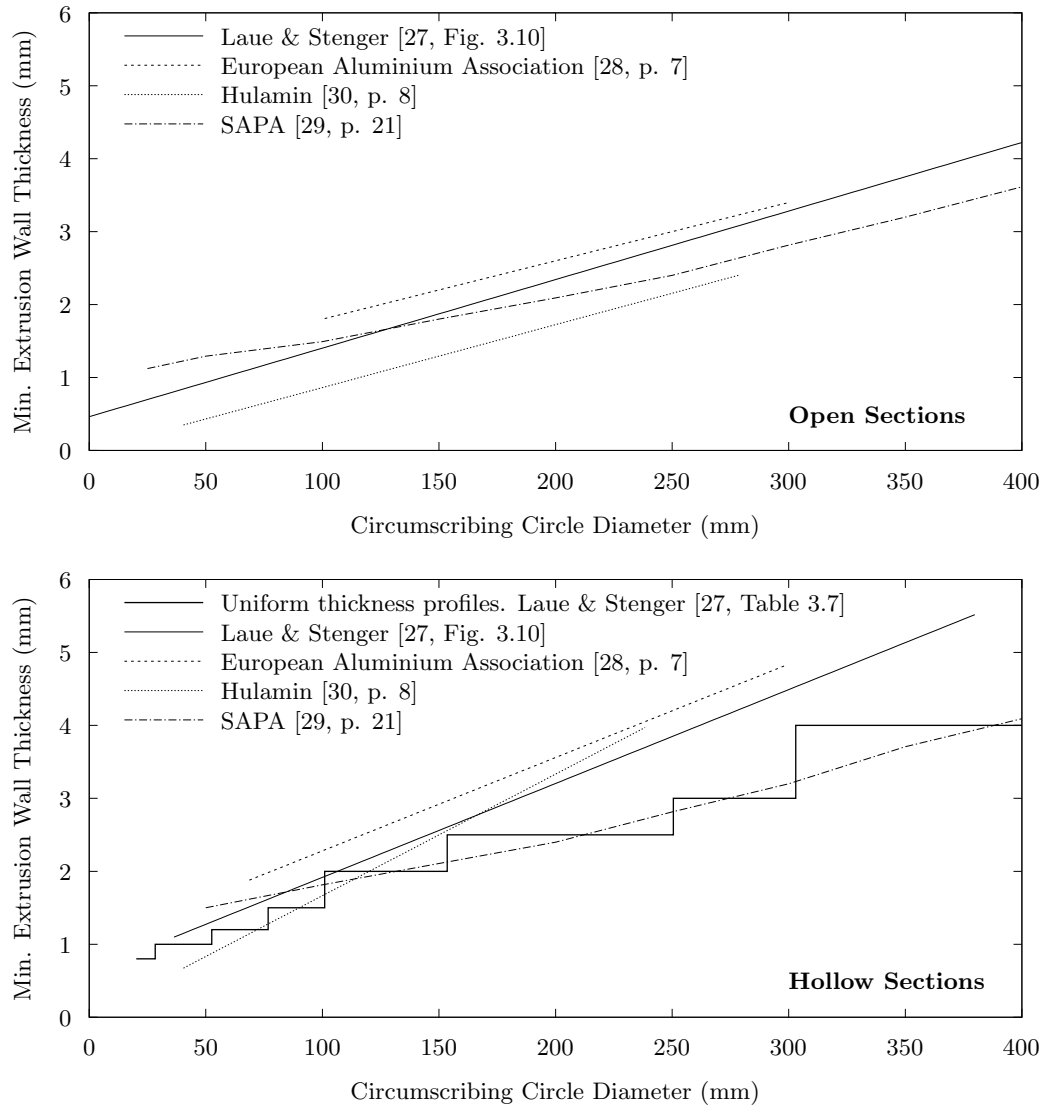 6
5
4
3
2
1
0
Min. Extrusion Wall Thickness (mm)
Laue & Stenger [27, Fig. 3.10]
European Aluminium Association [28, p. 7]
Hulamin [30, p. 8]
SAPA [29, p. 21]
Open Sections
0 50 100 150 200 250 300 350 400
Circumscribing Circle Diameter (mm)
6
5
4
3
2
1
0
Min. Extrusion Wall Thickness (mm)
Uniform thickness profiles. Laue & Stenger [27, Table 3.7]
Laue & Stenger [27, Fig. 3.10]
European Aluminium Association [28, p. 7]
Hulamin [30, p. 8]
SAPA [29, p. 21]
Hollow Sections
0 50 100 150 200 250 300 350 400
Circumscribing Circle Diameter (mm)